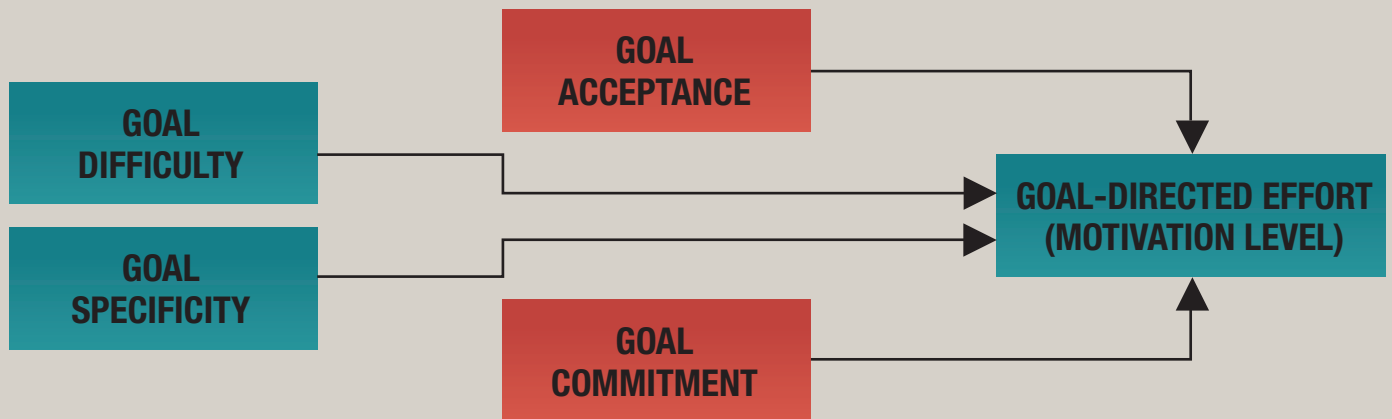 GOAL
ACCEPTANCE
GOAL
DIFFICULTY
GOAL-DIRECTED EFFORT
(MOTIVATION LEVEL)
GOAL
SPECIFICITY
GOAL
COMMITMENT